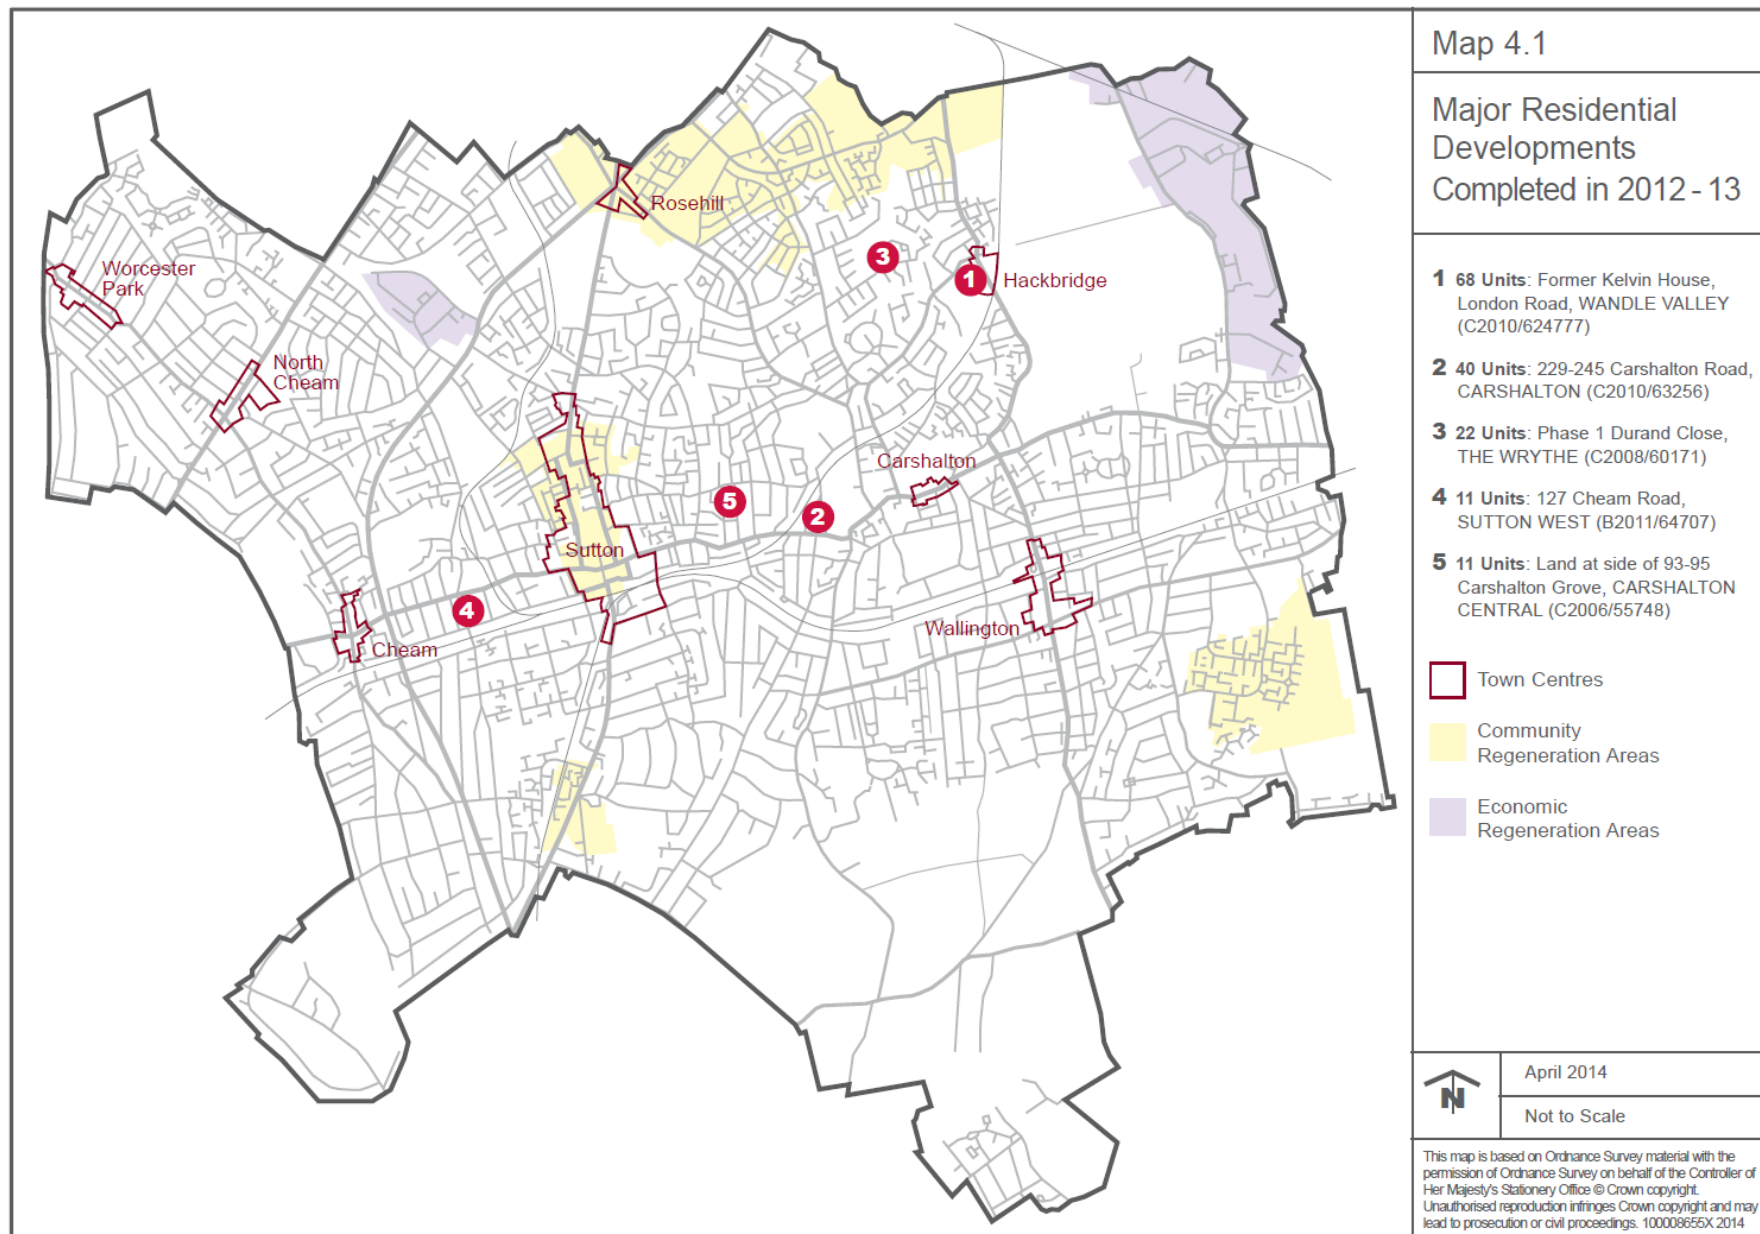 Map 4.1
Major Residential
Developments
Completed in 2012 - 13
1 68 Units: Former Kelvin House,
London Road, WANDLE VALLEY
(C2010/624777)
2 40 Units: 229-245 Carshalton Road,
CARSHALTON (C2010/63256)
3 22 Units: Phase 1 Durand Close,
THE WRYTHE (C2008/60171)
4 11 Units: 127 Cheam Road,
SUTTON WEST (B2011/64707)
5 11 Units: Land at side of 93-95
Carshalton Grove, CARSHALTON
CENTRAL (C2006/55748)
Town Centres
Community
Regeneration Areas
Economic
Regeneration Areas
N
April 2014
Not to Scale
This map is based on Ordnance Survey material with the
permission of Ordnance Survey on behalf of the Controller of
Her Majesty's Stationery Office © Crown copyright.
Unauthorised reproduction infringes Crown copyright and may
lead to prosecution or civil proceedings. 100008655X 2014
Rosehill
Worcester
Park
3
1
Hackbridge
North
Cheam
Carshalton
5
2
Sutton
4
Wallington
Cheam